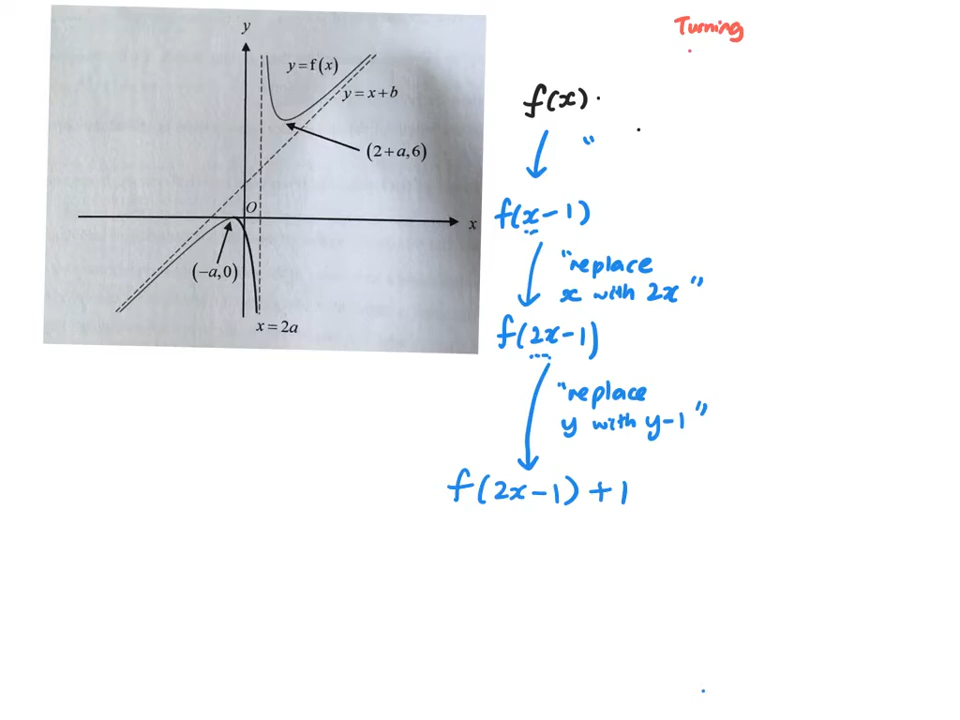 y
y = f(x)
y = x + b
(2 + a, 6)
O
x
(−a, 0)
x = 2a
Turning
f(x)
"
f(x−1)
"replace
x with 2x"
f(2x−1)
"replace
y with y−1"
f(2x−1) + 1